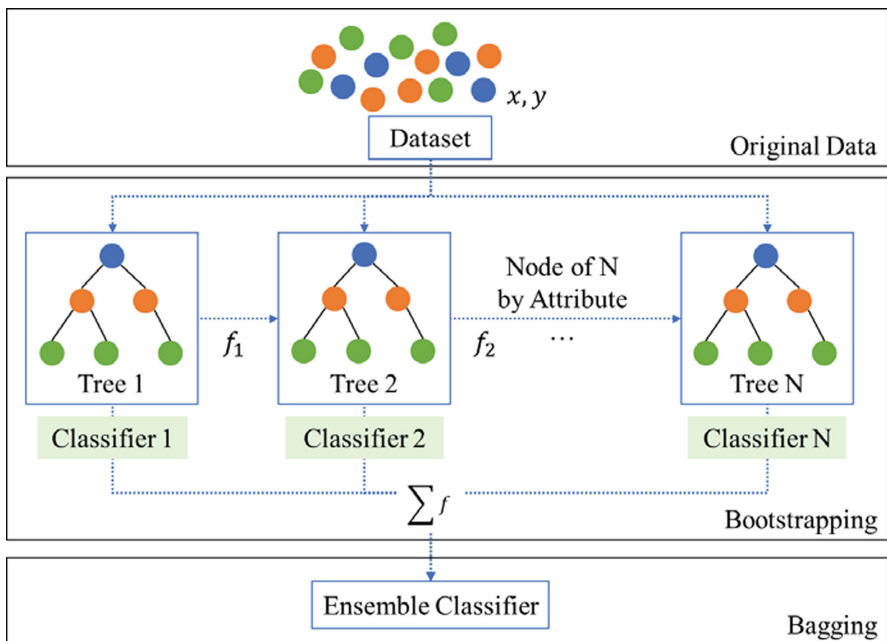 x, y
Dataset
Original Data
Node of N
by Attribute
f₁
f₂
...
Tree 1
Tree 2
Tree N
Classifier 1
Classifier 2
Classifier N
∑ f
Bootstrapping
Ensemble Classifier
Bagging